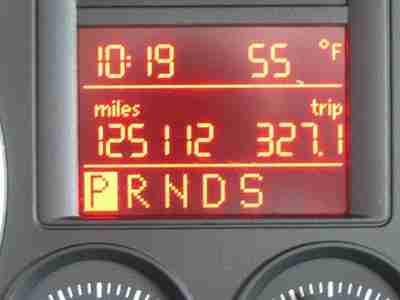 10:19 55 °F
miles trip
125112 327.1
P R N D S